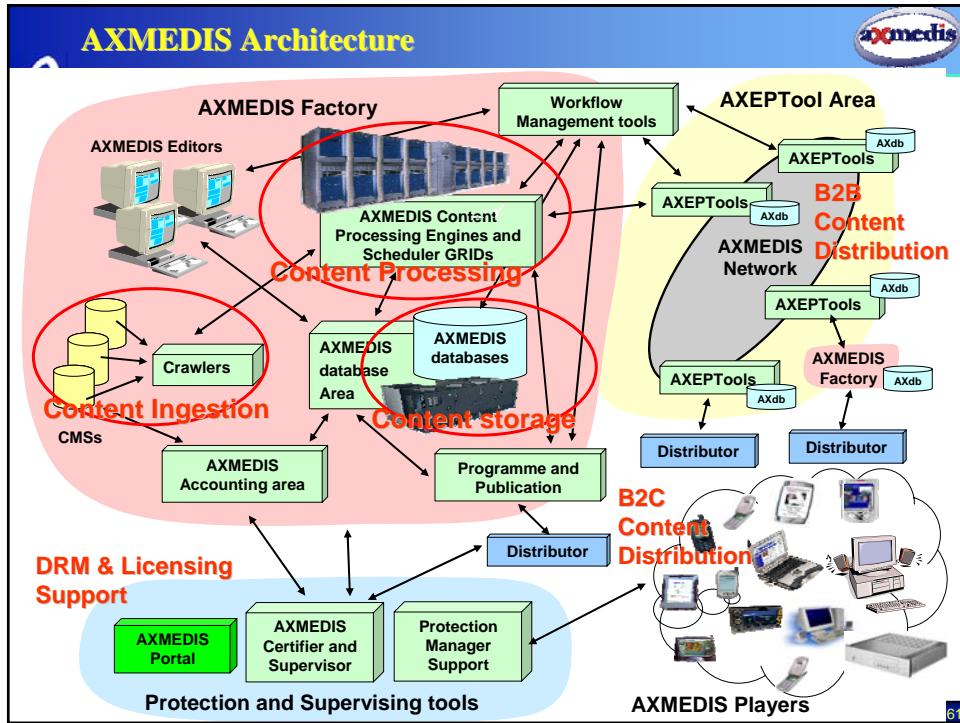 AXMEDIS Architecture
axmedis
AXMEDIS Factory
Workflow
Management tools
AXEPTool Area
AXMEDIS Editors
AXEPTools
AXdb
AXEPTools
AXdb
B2B
Content
Distribution
AXMEDIS Content
Processing Engines and
Scheduler GRIDs
Content Processing
AXMEDIS
Network
AXEPTools
AXdb
Crawlers
Content Ingestion
CMSs
AXMEDIS
database
Area
AXMEDIS
databases
Content storage
AXEPTools
AXdb
AXMEDIS
Factory
AXdb
Distributor
Distributor
AXMEDIS
Accounting area
Programme and
Publication
B2C
Content
Distribution
Distributor
DRM & Licensing
Support
AXMEDIS
Portal
AXMEDIS
Certifier and
Supervisor
Protection
Manager
Support
Protection and Supervising tools
AXMEDIS Players
61